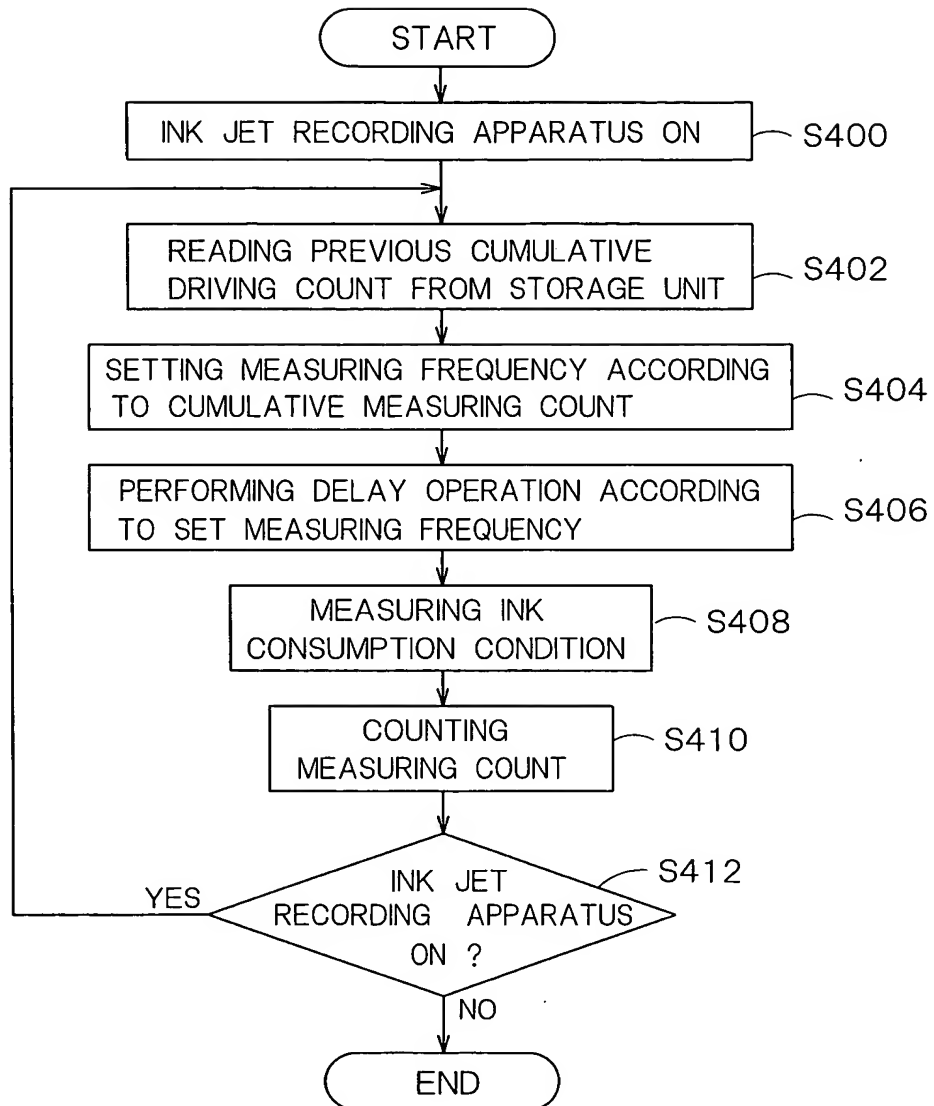 START
INK JET RECORDING APPARATUS ON
S400
READING PREVIOUS CUMULATIVE
DRIVING COUNT FROM STORAGE UNIT
S402
SETTING MEASURING FREQUENCY ACCORDING
TO CUMULATIVE MEASURING COUNT
S404
PERFORMING DELAY OPERATION ACCORDING
TO SET MEASURING FREQUENCY
S406
MEASURING INK
CONSUMPTION CONDITION
S408
COUNTING
MEASURING COUNT
S410
INK JET
RECORDING APPARATUS
ON ?
S412
YES
NO
END